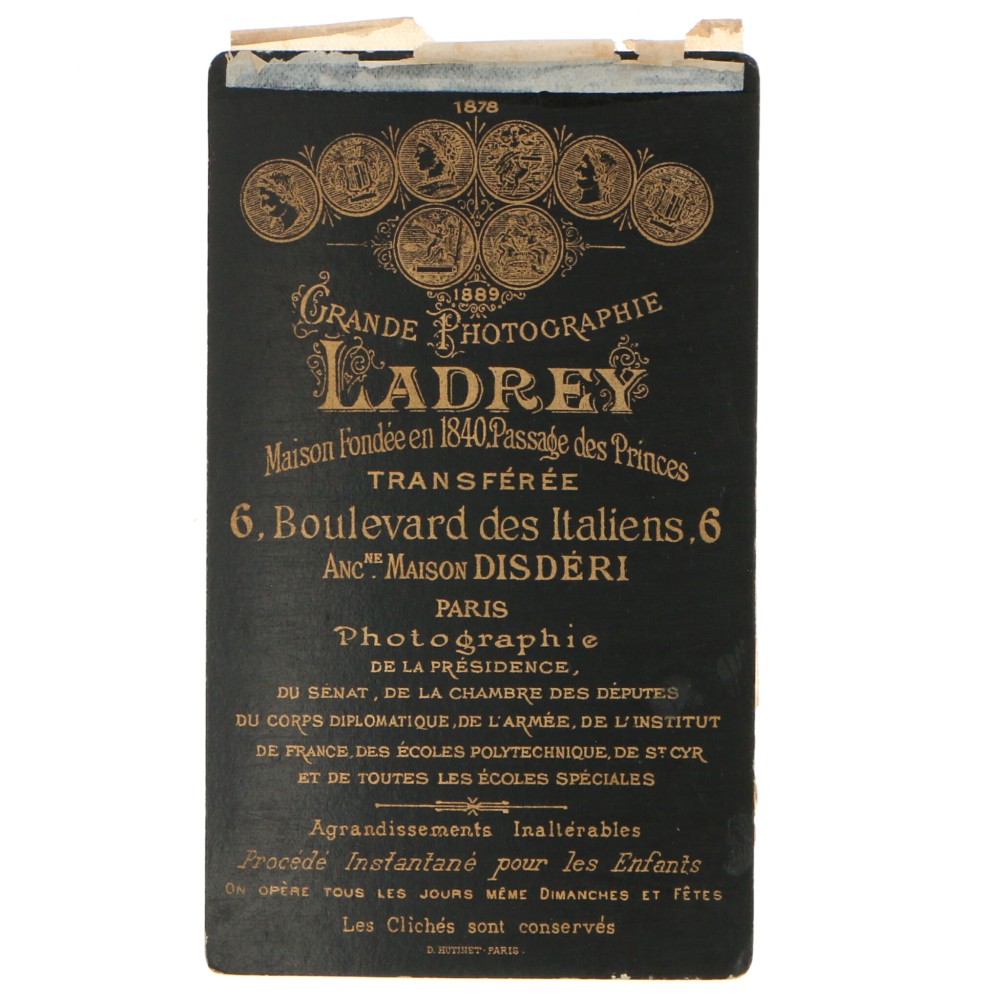 1878
1889
GRANDE PHOTOGRAPHIE
LADREY
Maison Fondée en 1840, Passage des Princes
TRANSFÉRÉE
6, Boulevard des Italiens, 6
ANCNE. MAISON DISDÉRI
PARIS
Photographie
DE LA PRÉSIDENCE,
DU SÉNAT, DE LA CHAMBRE DES DÉPUTES
DU CORPS DIPLOMATIQUE, DE L'ARMÉE, DE L'INSTITUT
DE FRANCE, DES ÉCOLES POLYTECHNIQUE, DE ST CYR
ET DE TOUTES LES ÉCOLES SPÉCIALES
Agrandissements Inaltérables
Procédé Instantané pour les Enfants
ON OPÈRE TOUS LES JOURS MÊME DIMANCHES ET FÊTES
Les Clichés sont conservés
D. HUTINET - PARIS.